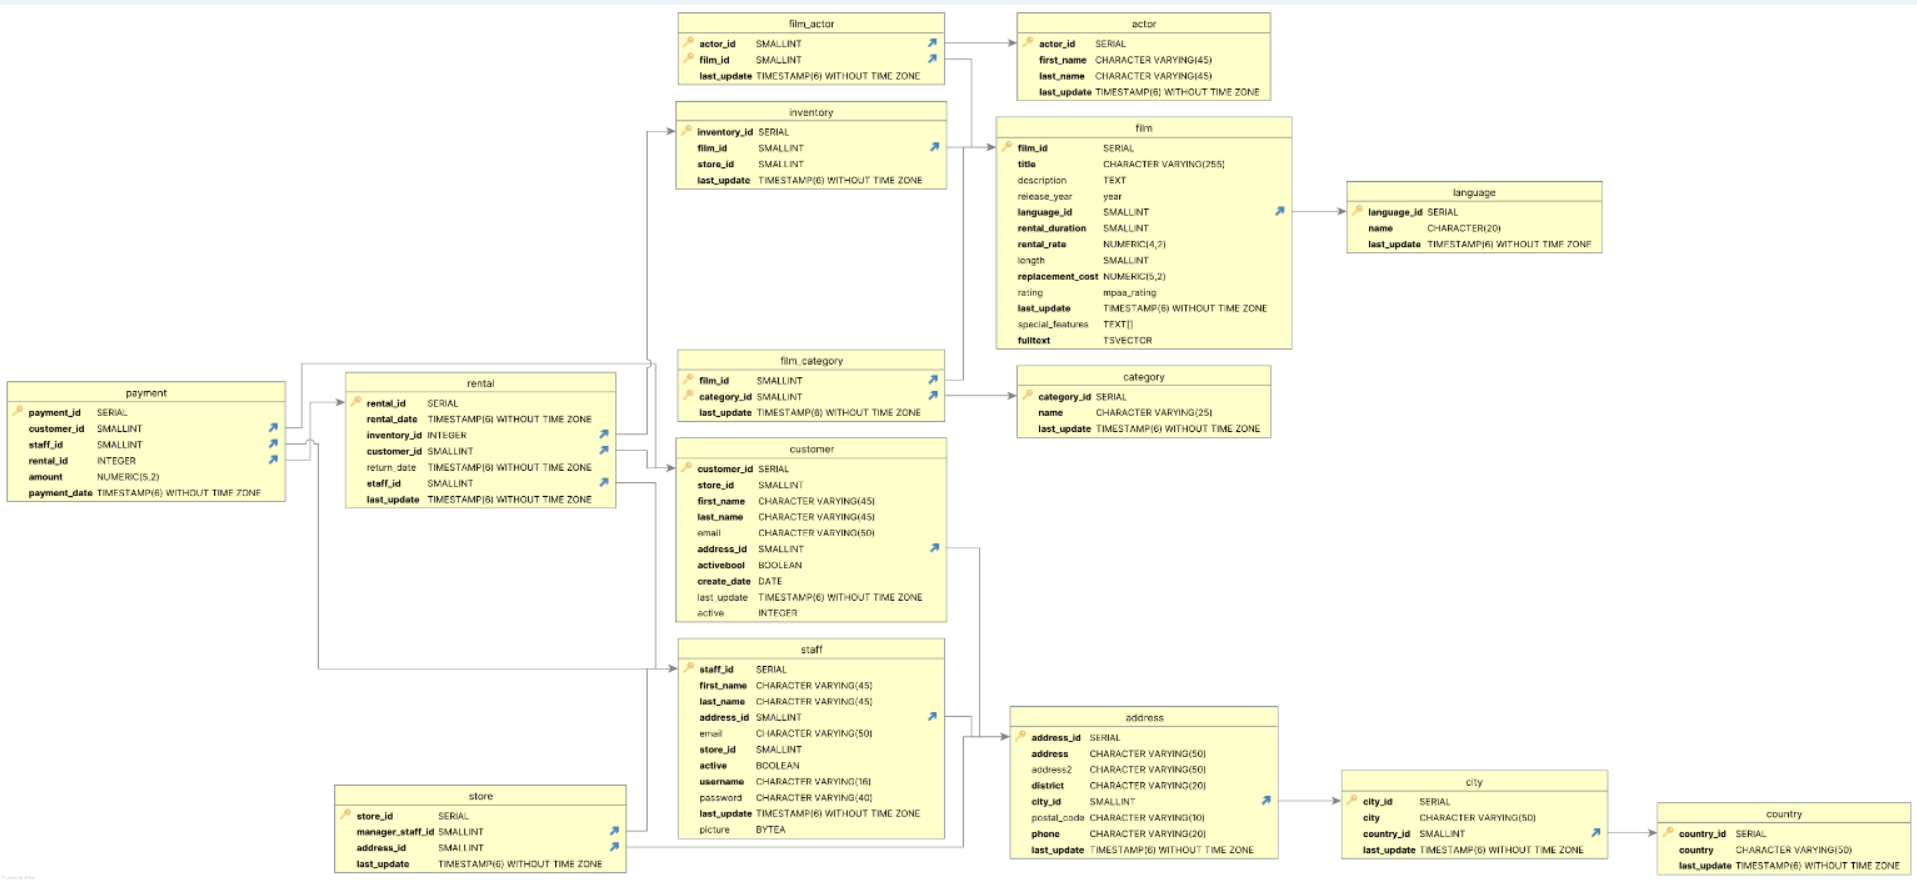 film_actor
actor_id SMALLINT
film_id SMALLINT
last_update TIMESTAMP(6) WITHOUT TIME ZONE
actor
actor_id SERIAL
first_name CHARACTER VARYING(45)
last_name CHARACTER VARYING(45)
last_update TIMESTAMP(6) WITHOUT TIME ZONE
inventory
inventory_id SERIAL
film_id SMALLINT
store_id SMALLINT
last_update TIMESTAMP(6) WITHOUT TIME ZONE
film
film_id SERIAL
title CHARACTER VARYING(255)
description TEXT
release_year year
language_id SMALLINT
rental_duration SMALLINT
rental_rate NUMERIC(4,2)
length SMALLINT
replacement_cost NUMERIC(5,2)
rating mpaa_rating
last_update TIMESTAMP(6) WITHOUT TIME ZONE
special_features TEXT[]
fulltext TSVECTOR
language
language_id SERIAL
name CHARACTER(20)
last_update TIMESTAMP(6) WITHOUT TIME ZONE
payment
payment_id SERIAL
customer_id SMALLINT
staff_id SMALLINT
rental_id INTEGER
amount NUMERIC(5,2)
payment_date TIMESTAMP(6) WITHOUT TIME ZONE
rental
rental_id SERIAL
rental_date TIMESTAMP(6) WITHOUT TIME ZONE
inventory_id INTEGER
customer_id SMALLINT
return_date TIMESTAMP(6) WITHOUT TIME ZONE
staff_id SMALLINT
last_update TIMESTAMP(6) WITHOUT TIME ZONE
film_category
film_id SMALLINT
category_id SMALLINT
last_update TIMESTAMP(6) WITHOUT TIME ZONE
category
category_id SERIAL
name CHARACTER VARYING(25)
last_update TIMESTAMP(6) WITHOUT TIME ZONE
customer
customer_id SERIAL
store_id SMALLINT
first_name CHARACTER VARYING(45)
last_name CHARACTER VARYING(45)
email CHARACTER VARYING(50)
address_id SMALLINT
activebool BOOLEAN
create_date DATE
last_update TIMESTAMP(6) WITHOUT TIME ZONE
active INTEGER
staff
staff_id SERIAL
first_name CHARACTER VARYING(45)
last_name CHARACTER VARYING(45)
address_id SMALLINT
email CHARACTER VARYING(50)
store_id SMALLINT
active BOOLEAN
username CHARACTER VARYING(16)
password CHARACTER VARYING(40)
last_update TIMESTAMP(6) WITHOUT TIME ZONE
picture BYTEA
store
store_id SERIAL
manager_staff_id SMALLINT
address_id SMALLINT
last_update TIMESTAMP(6) WITHOUT TIME ZONE
address
address_id SERIAL
address CHARACTER VARYING(50)
address2 CHARACTER VARYING(50)
district CHARACTER VARYING(20)
city_id SMALLINT
postal_code CHARACTER VARYING(10)
phone CHARACTER VARYING(20)
last_update TIMESTAMP(6) WITHOUT TIME ZONE
city
city_id SERIAL
city CHARACTER VARYING(50)
country_id SMALLINT
last_update TIMESTAMP(6) WITHOUT TIME ZONE
country
country_id SERIAL
country CHARACTER VARYING(50)
last_update TIMESTAMP(6) WITHOUT TIME ZONE